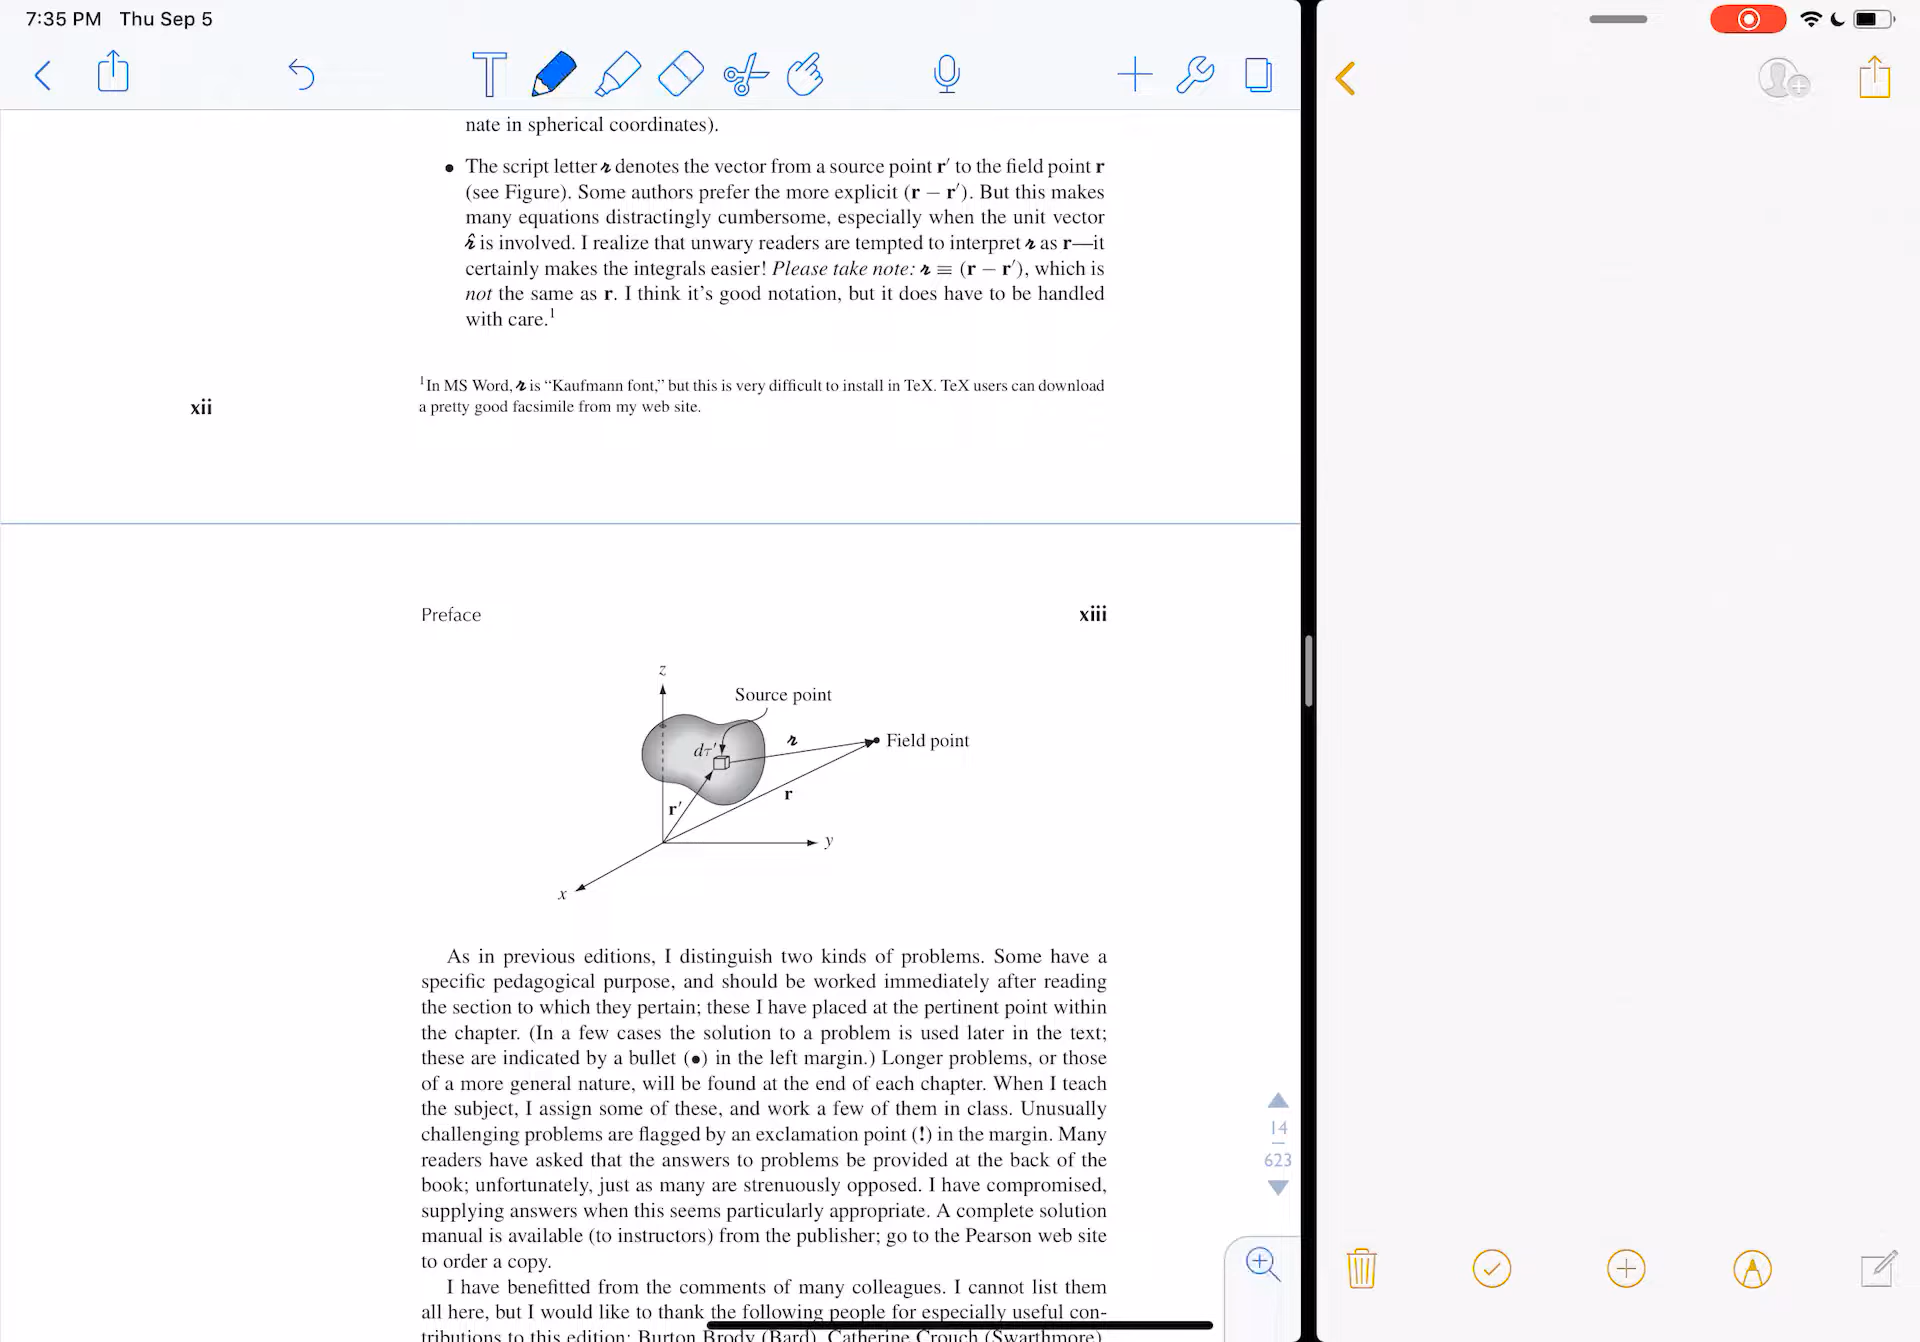 7:35 PM Thu Sep 5
nate in spherical coordinates).
• The script letter 𝓇 denotes the vector from a source point r′ to the field point r
(see Figure). Some authors prefer the more explicit (r − r′). But this makes
many equations distractingly cumbersome, especially when the unit vector
𝓇̂ is involved. I realize that unwary readers are tempted to interpret 𝓇 as r—it
certainly makes the integrals easier! Please take note: 𝓇 ≡ (r − r′), which is
not the same as r. I think it’s good notation, but it does have to be handled
with care.¹
¹In MS Word, 𝓇 is “Kaufmann font,” but this is very difficult to install in TeX. TeX users can download
a pretty good facsimile from my web site.
xii
Preface
xiii
z
Source point
dτ′
𝓇
Field point
r
r′
y
x
As in previous editions, I distinguish two kinds of problems. Some have a
specific pedagogical purpose, and should be worked immediately after reading
the section to which they pertain; these I have placed at the pertinent point within
the chapter. (In a few cases the solution to a problem is used later in the text;
these are indicated by a bullet (•) in the left margin.) Longer problems, or those
of a more general nature, will be found at the end of each chapter. When I teach
the subject, I assign some of these, and work a few of them in class. Unusually
challenging problems are flagged by an exclamation point (!) in the margin. Many
readers have asked that the answers to problems be provided at the back of the
book; unfortunately, just as many are strenuously opposed. I have compromised,
supplying answers when this seems particularly appropriate. A complete solution
manual is available (to instructors) from the publisher; go to the Pearson web site
to order a copy.
I have benefitted from the comments of many colleagues. I cannot list them
all here, but I would like to thank the following people for especially useful con-
tributions to this edition: Burton Brody (Bard), Catherine Crouch (Swarthmore),
14
623